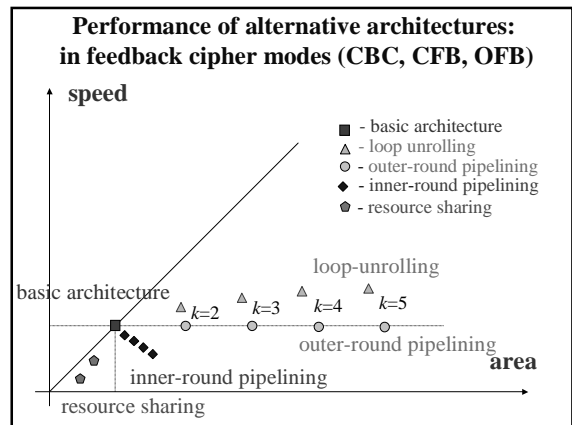 Performance of alternative architectures:
in feedback cipher modes (CBC, CFB, OFB)
speed
- basic architecture
- loop unrolling
- outer-round pipelining
- inner-round pipelining
- resource sharing
loop-unrolling
basic architecture
k=2
k=3
k=4
k=5
outer-round pipelining
area
inner-round pipelining
resource sharing